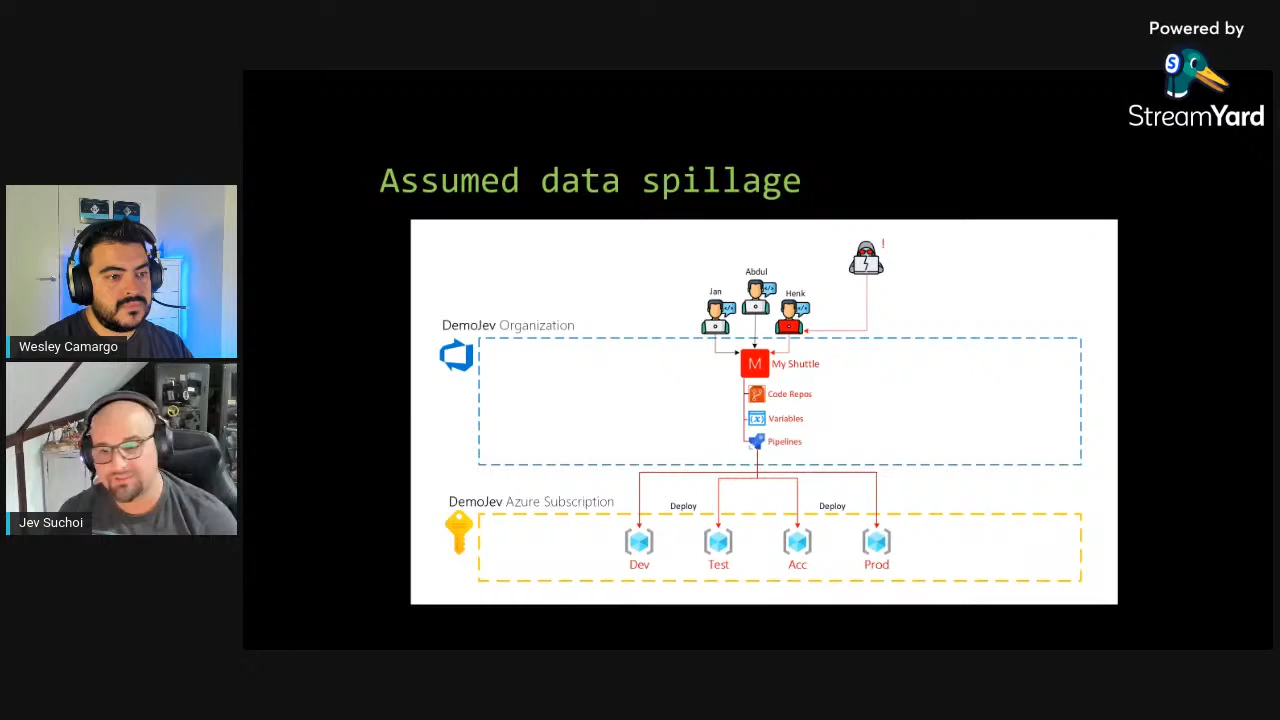 Powered by
StreamYard
Assumed data spillage
Abdul
Jan
Henk
!
DemoJev Organization
M
My Shuttle
Code Repos
Variables
Pipelines
DemoJev Azure Subscription
Deploy
Deploy
Dev
Test
Acc
Prod
Wesley Camargo
Jev Suchoi